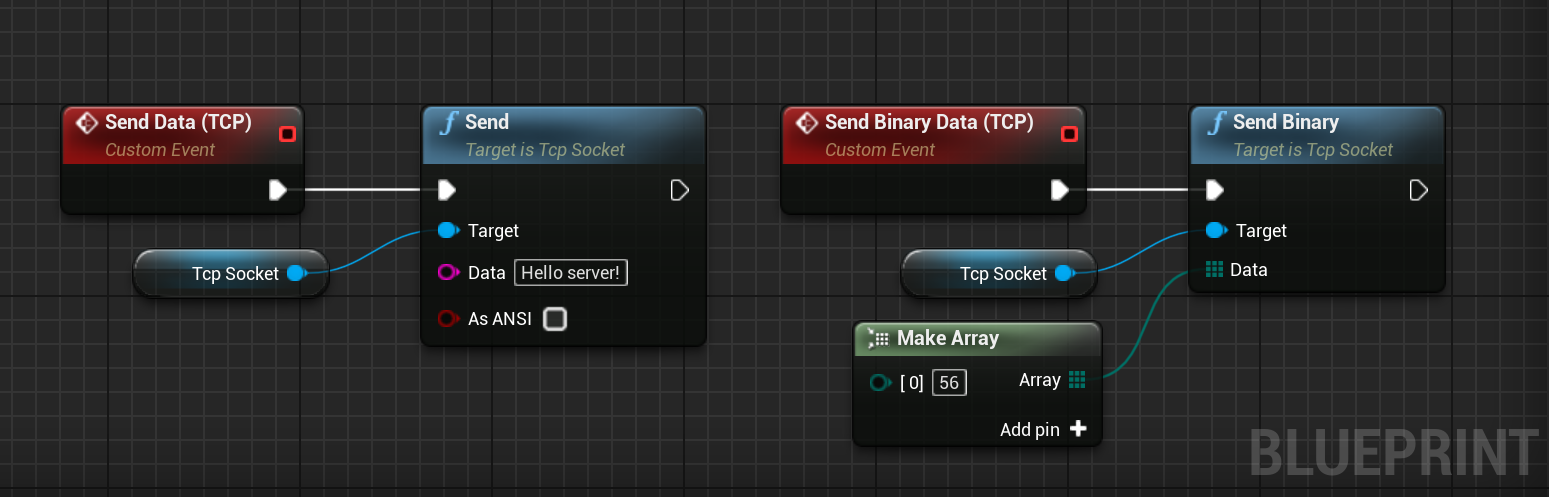 Send Data (TCP)
Custom Event
Send
Target is Tcp Socket
Target
Tcp Socket
Data Hello server!
As ANSI
Send Binary Data (TCP)
Custom Event
Send Binary
Target is Tcp Socket
Target
Tcp Socket
Data
Make Array
[ 0] 56 Array
Add pin
BLUEPRINT